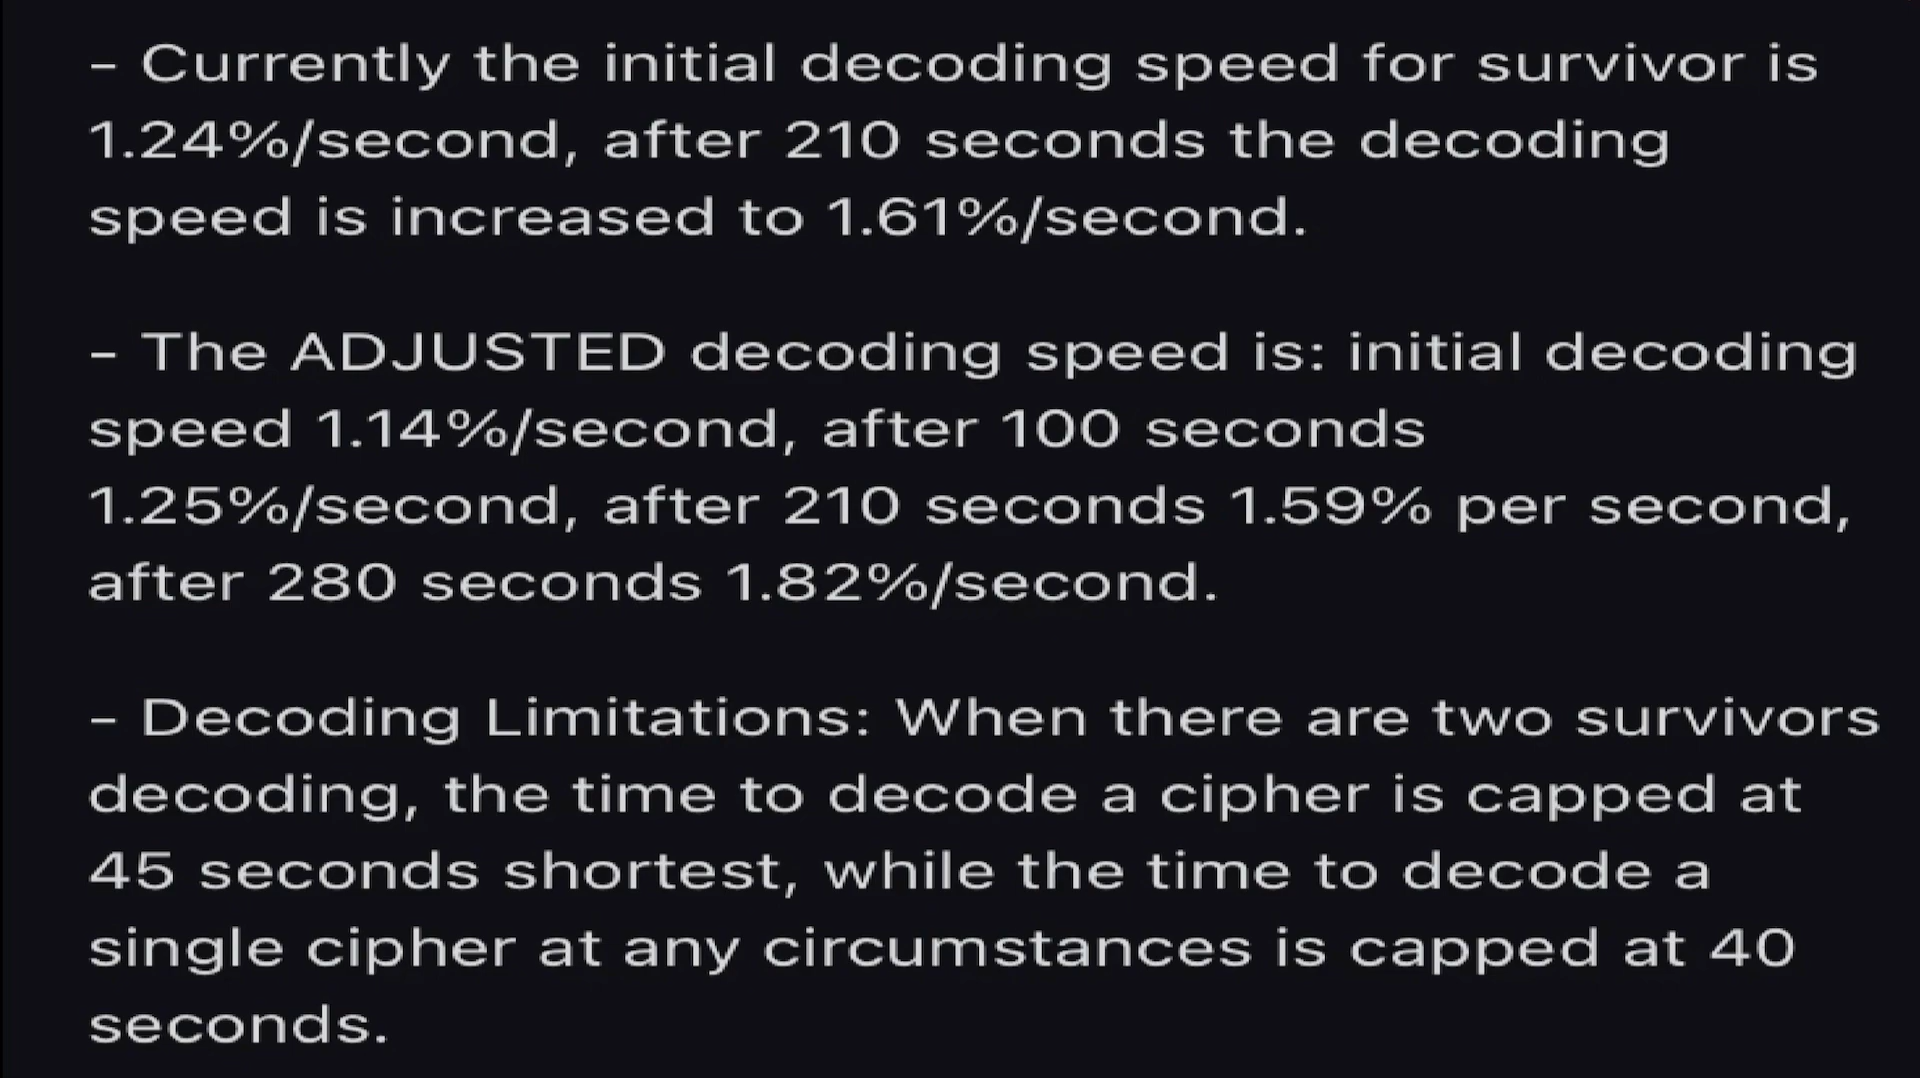 – Currently the initial decoding speed for survivor is
1.24%/second, after 210 seconds the decoding
speed is increased to 1.61%/second.
– The ADJUSTED decoding speed is: initial decoding
speed 1.14%/second, after 100 seconds
1.25%/second, after 210 seconds 1.59% per second,
after 280 seconds 1.82%/second.
– Decoding Limitations: When there are two survivors
decoding, the time to decode a cipher is capped at
45 seconds shortest, while the time to decode a
single cipher at any circumstances is capped at 40
seconds.